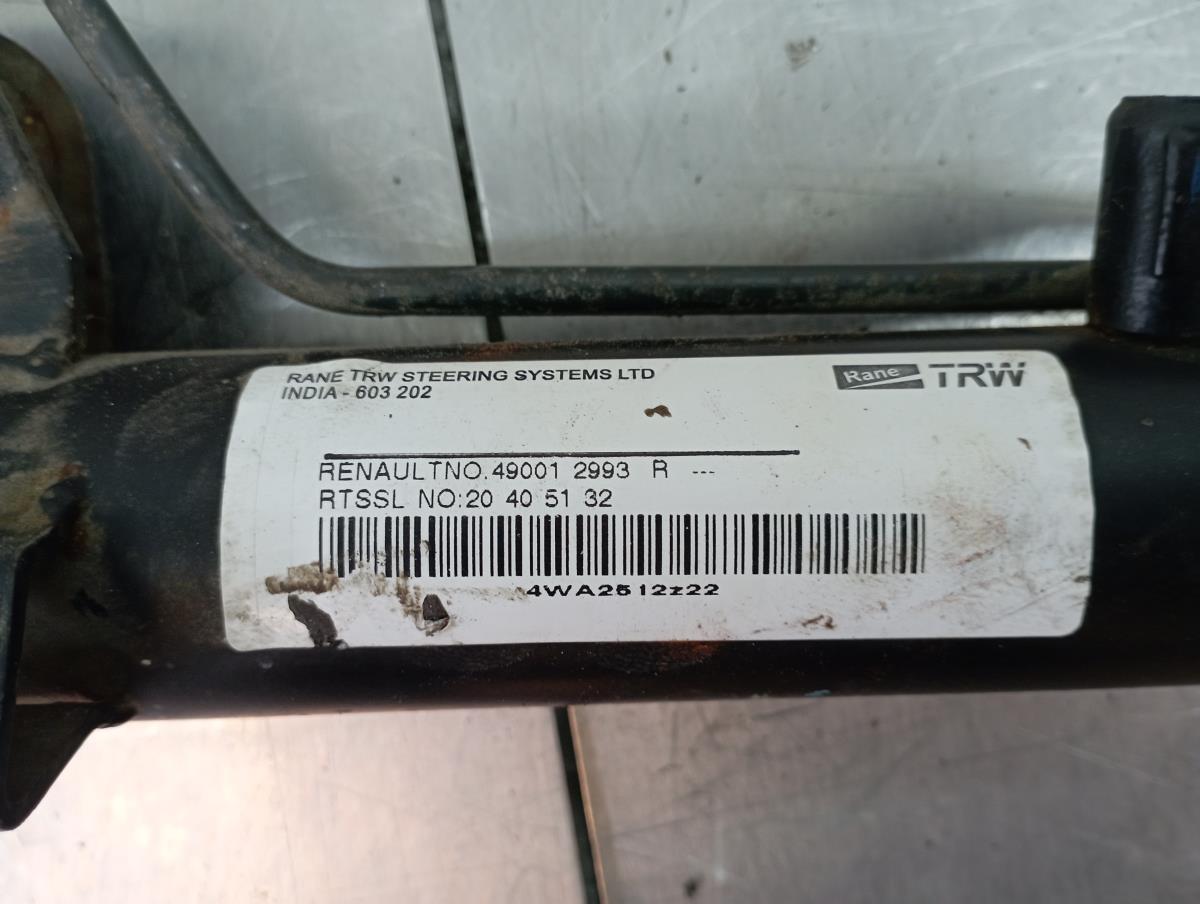 RANE TRW STEERING SYSTEMS LTD
INDIA - 603 202
Rane TRW
RENAULTNO.49001 2993 R ---
RTSSL NO:20 40 51 32
4WA2512z22